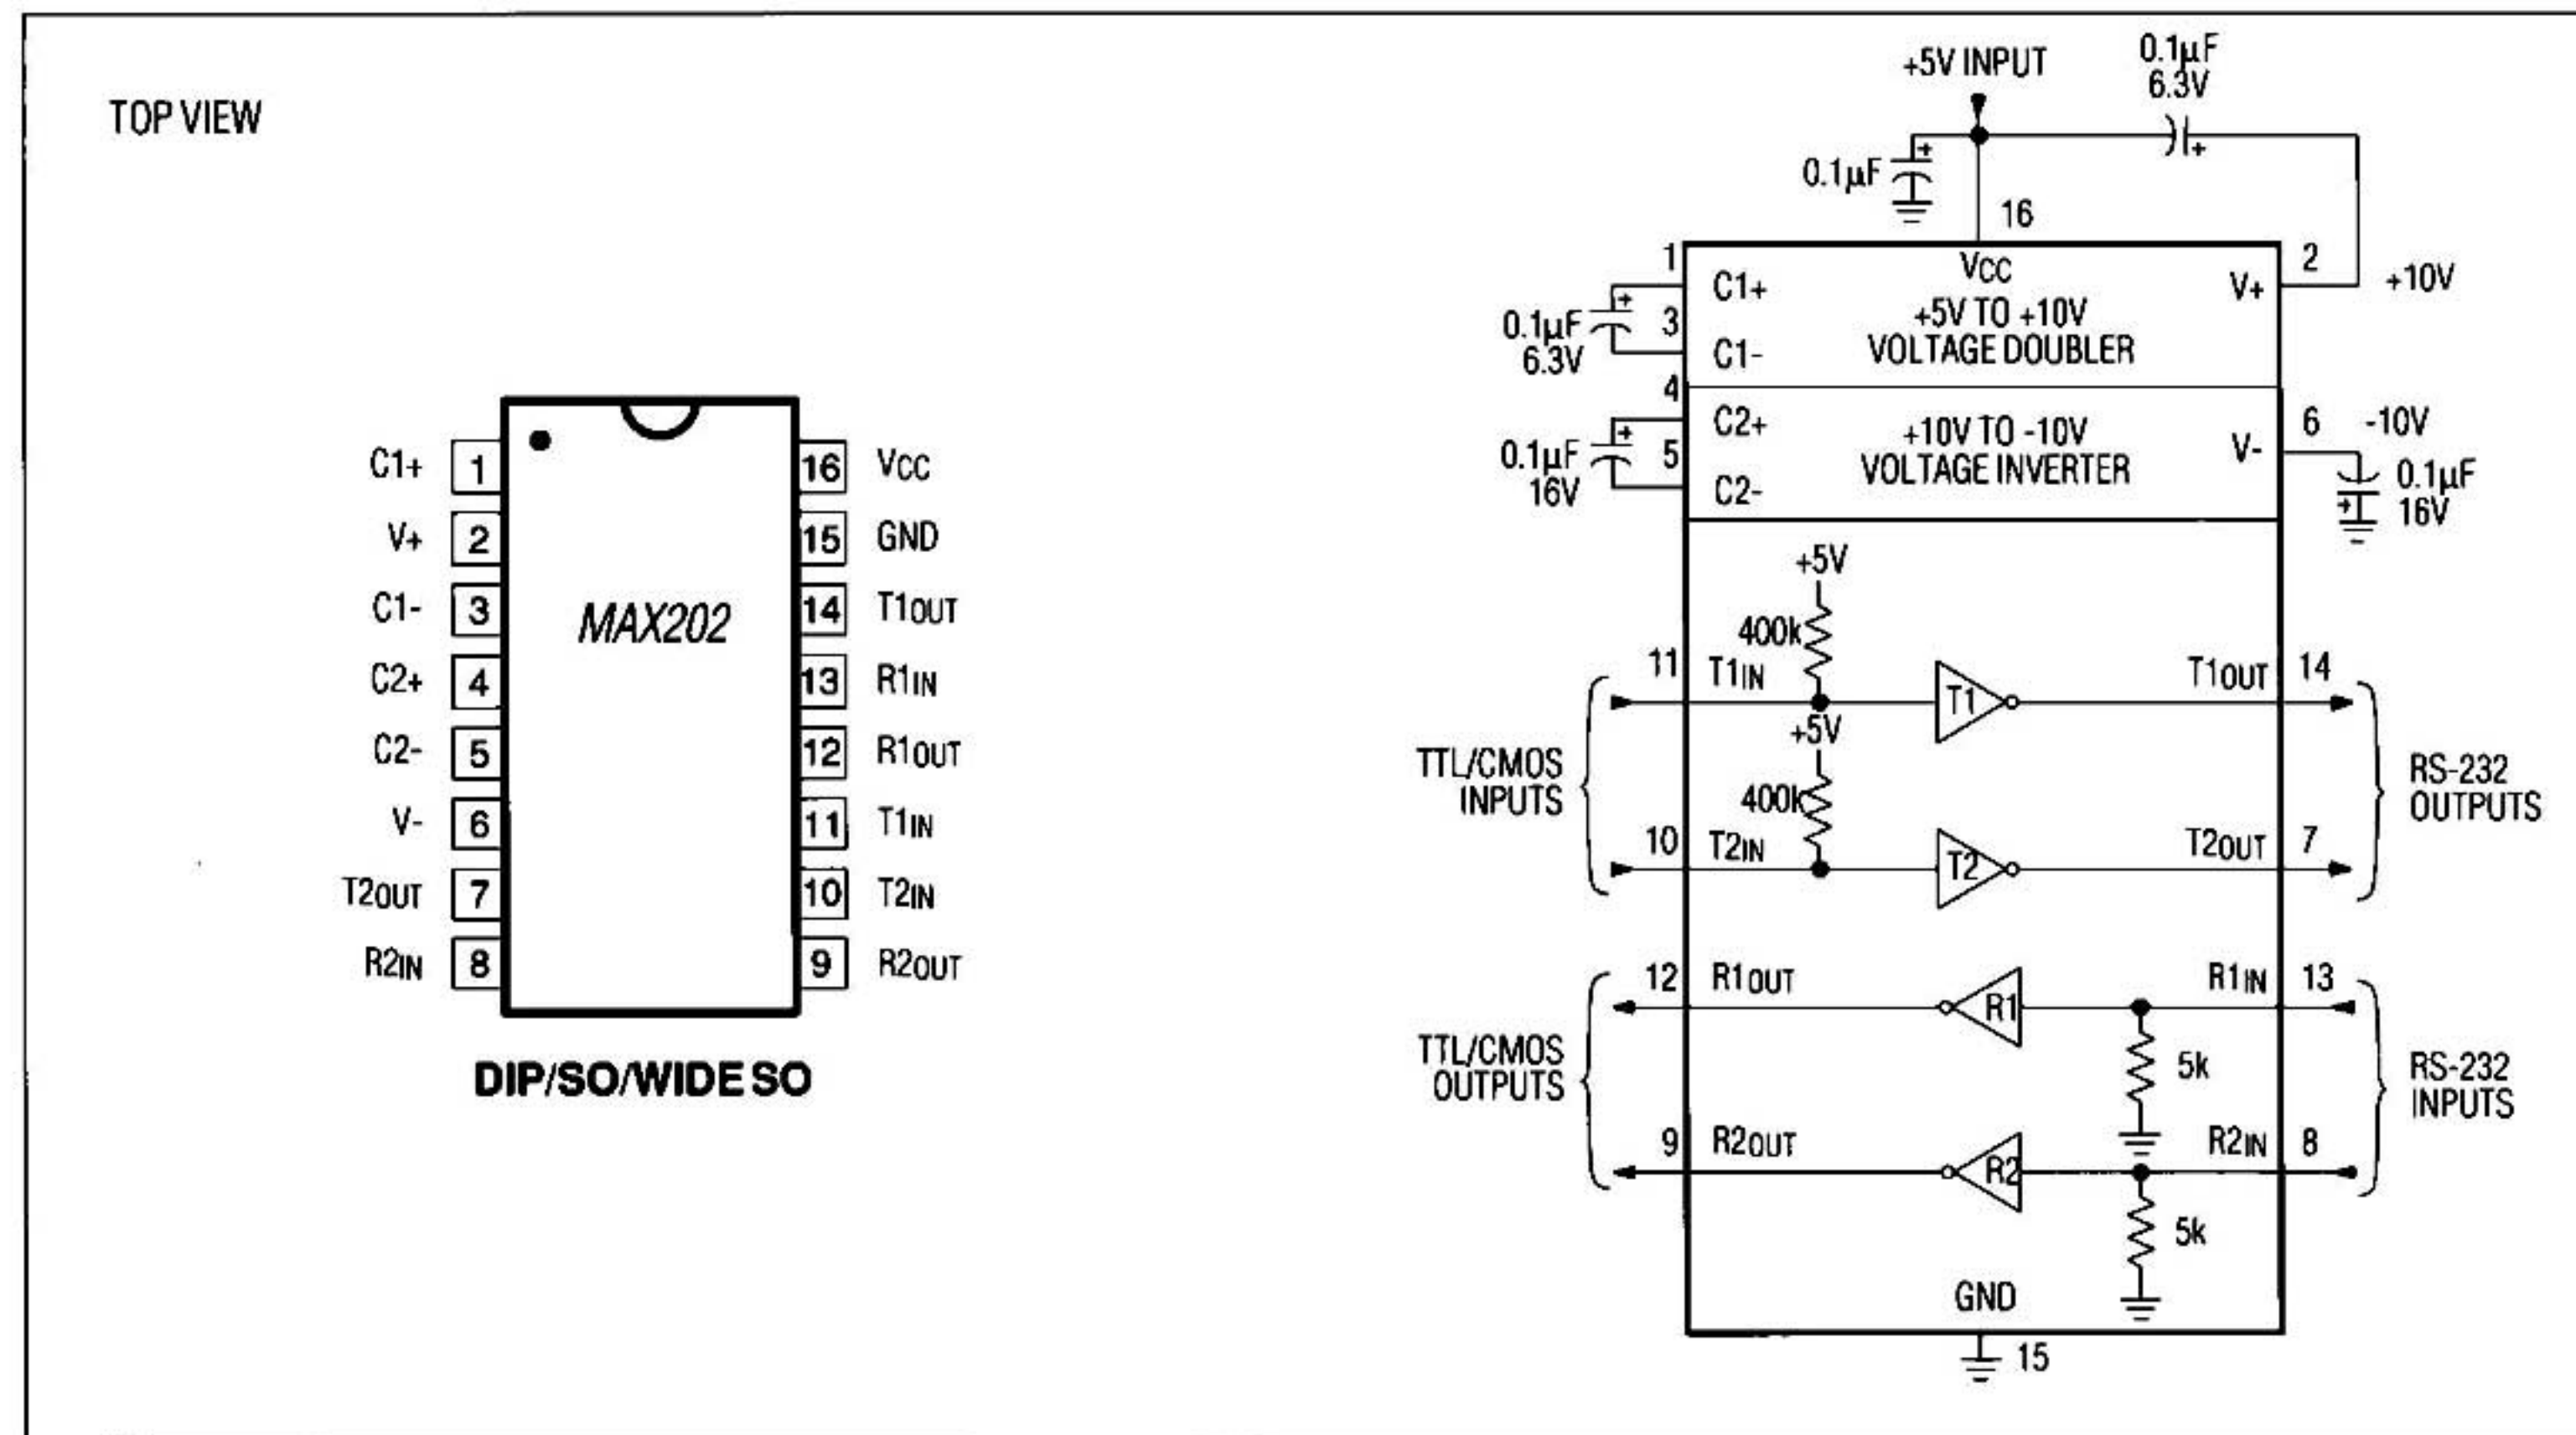 TOP VIEW
C1+ 1
V+ 2
C1- 3
C2+ 4
C2- 5
V- 6
T2OUT 7
R2IN 8
MAX202
16 VCC
15 GND
14 T1OUT
13 R1IN
12 R1OUT
11 T1IN
10 T2IN
9 R2OUT
DIP/SO/WIDE SO
+5V INPUT
0.1µF
6.3V
0.1µF
+
+
16
1
C1+
VCC
+5V TO +10V
VOLTAGE DOUBLER
V+
2
+10V
+
0.1µF
6.3V
3
C1-
4
C2+
+10V TO -10V
VOLTAGE INVERTER
V-
6
-10V
+
0.1µF
16V
5
C2-
0.1µF
16V
+
+5V
400k
11
T1IN
T1
T1OUT
14
+5V
400k
TTL/CMOS
INPUTS
RS-232
OUTPUTS
10
T2IN
T2
T2OUT
7
12
R1OUT
R1
R1IN
13
5k
TTL/CMOS
OUTPUTS
RS-232
INPUTS
9
R2OUT
R2
R2IN
8
5k
GND
15